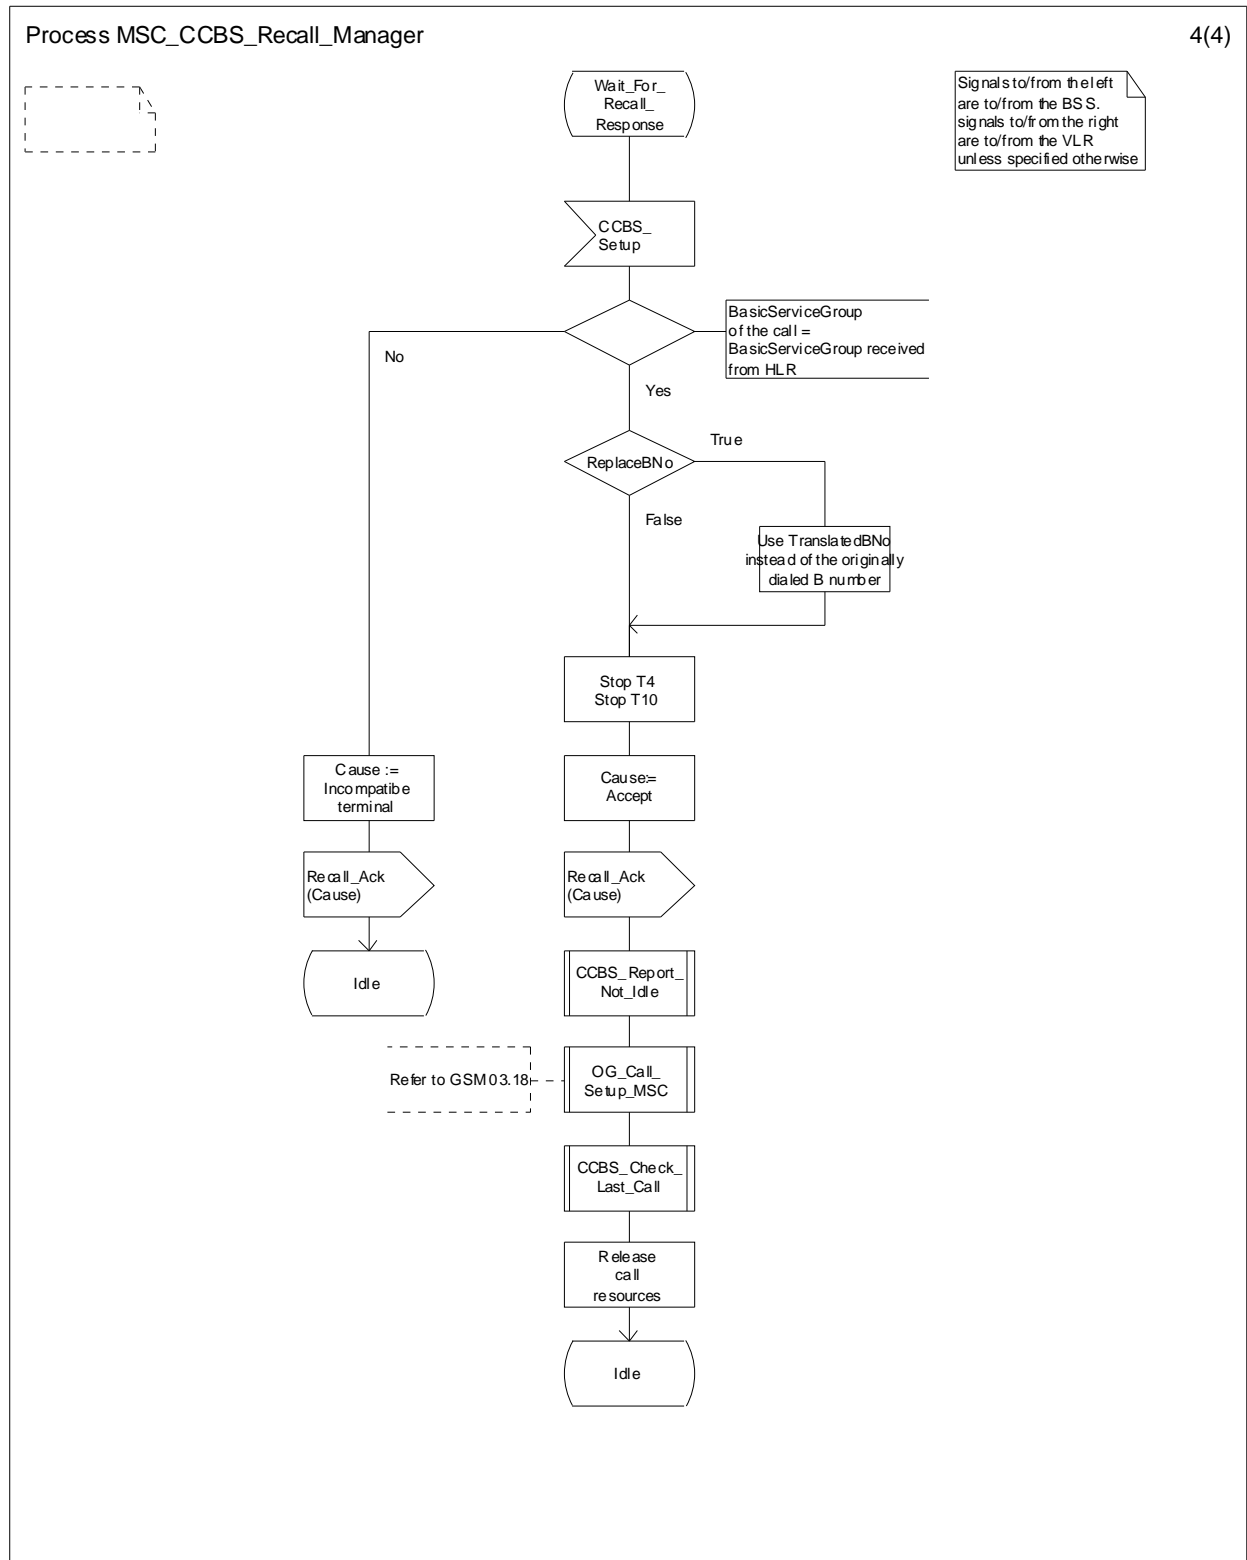 Process MSC_CCBS_Recall_Manager
4(4)
Wait_For_
Recall_
Response
Signals to/from the left
are to/from the BSS.
signals to/from the right
are to/from the VLR
unless specified otherwise
CCBS_
Setup
BasicServiceGroup
of the call =
BasicServiceGroup received
from HLR
No
Yes
ReplaceBNo
True
False
Use TranslatedBNo
instead of the originally
dialed B number
Stop T4
Stop T10
Cause :=
Incompatibe
terminal
Cause:=
Accept
Recall_Ack
(Cause)
Recall_Ack
(Cause)
Idle
CCBS_Report_
Not_Idle
Refer to GSM 03.18
OG_Call_
Setup_MSC
CCBS_Check_
Last_Call
Release
call
resources
Idle